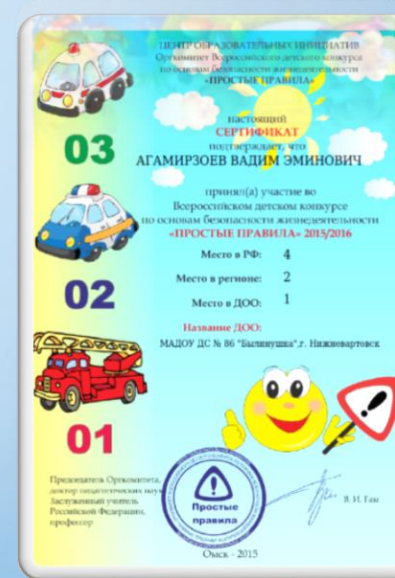 ЦЕНТР ОБРАЗОВАТЕЛЬНЫХ ИНИЦИАТИВ
Оргкомитет Всероссийского детского конкурса
по основам безопасности жизнедеятельности
«ПРОСТЫЕ ПРАВИЛА»
настоящий
СЕРТИФИКАТ
подтверждает, что
АГАМИРЗОЕВ ВАДИМ ЭМИНОВИЧ
принял(а) участие во
Всероссийском детском конкурсе
по основам безопасности жизнедеятельности
«ПРОСТЫЕ ПРАВИЛА» 2015/2016
Место в РФ: 4
Место в регионе: 2
Место в ДОО: 1
Название ДОО:
МАДОУ ДС № 86 "Былинушка",г. Нижневартовск
03
02
01
Председатель Оргкомитета,
доктор педагогических наук
Заслуженный учитель
Российской Федерации,
профессор
Простые
правила
В. И. Гам
Омск - 2015